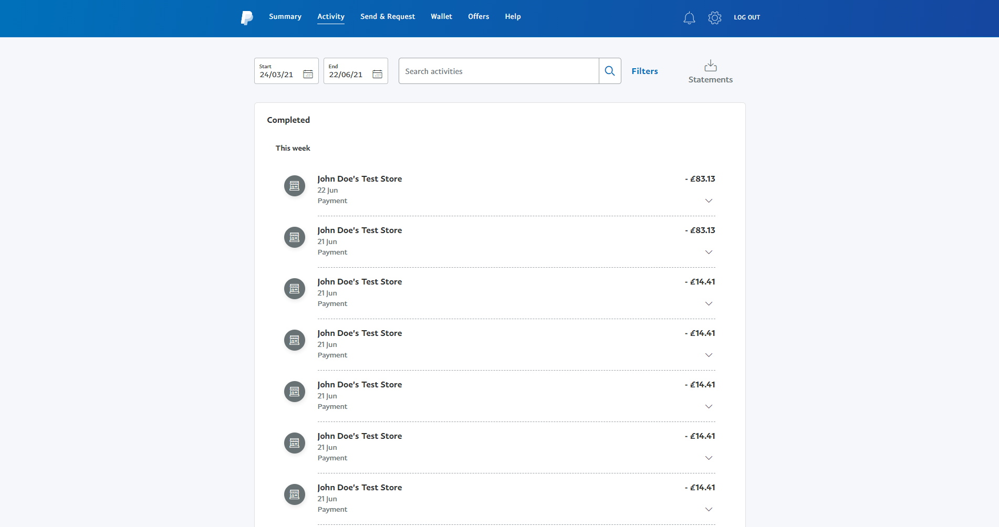 Summary Activity Send & Request Wallet Offers Help LOG OUT
Start
24/03/21
End
22/06/21
Search activities
Filters
Statements
Completed
This week
John Doe's Test Store - £83.13
22 Jun
Payment
John Doe's Test Store - £83.13
21 Jun
Payment
John Doe's Test Store - £14.41
21 Jun
Payment
John Doe's Test Store - £14.41
21 Jun
Payment
John Doe's Test Store - £14.41
21 Jun
Payment
John Doe's Test Store - £14.41
21 Jun
Payment
John Doe's Test Store - £14.41
21 Jun
Payment